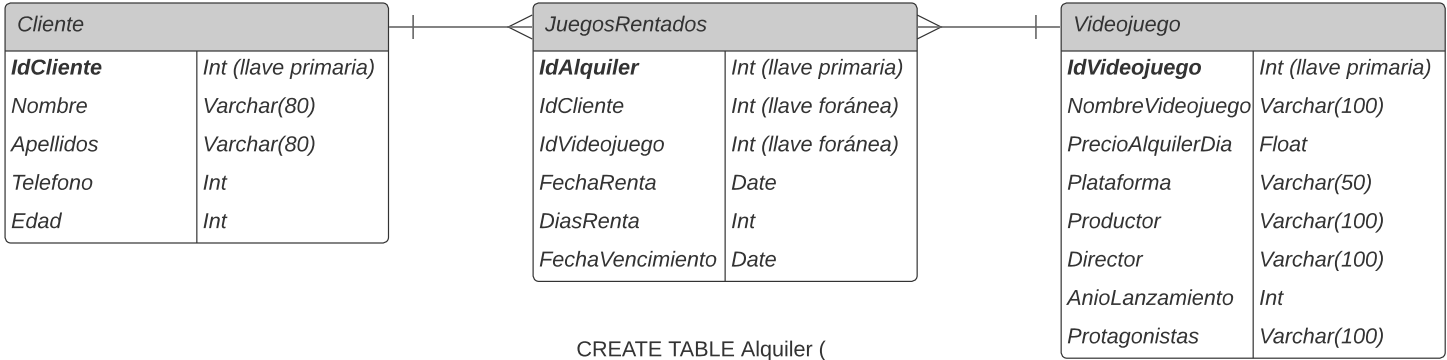 Cliente
IdCliente Int (llave primaria)
Nombre Varchar(80)
Apellidos Varchar(80)
Telefono Int
Edad Int
JuegosRentados
IdAlquiler Int (llave primaria)
IdCliente Int (llave foránea)
IdVideojuego Int (llave foránea)
FechaRenta Date
DiasRenta Int
FechaVencimiento Date
Videojuego
IdVideojuego Int (llave primaria)
NombreVideojuego Varchar(100)
PrecioAlquilerDia Float
Plataforma Varchar(50)
Productor Varchar(100)
Director Varchar(100)
AnioLanzamiento Int
Protagonistas Varchar(100)
CREATE TABLE Alquiler (